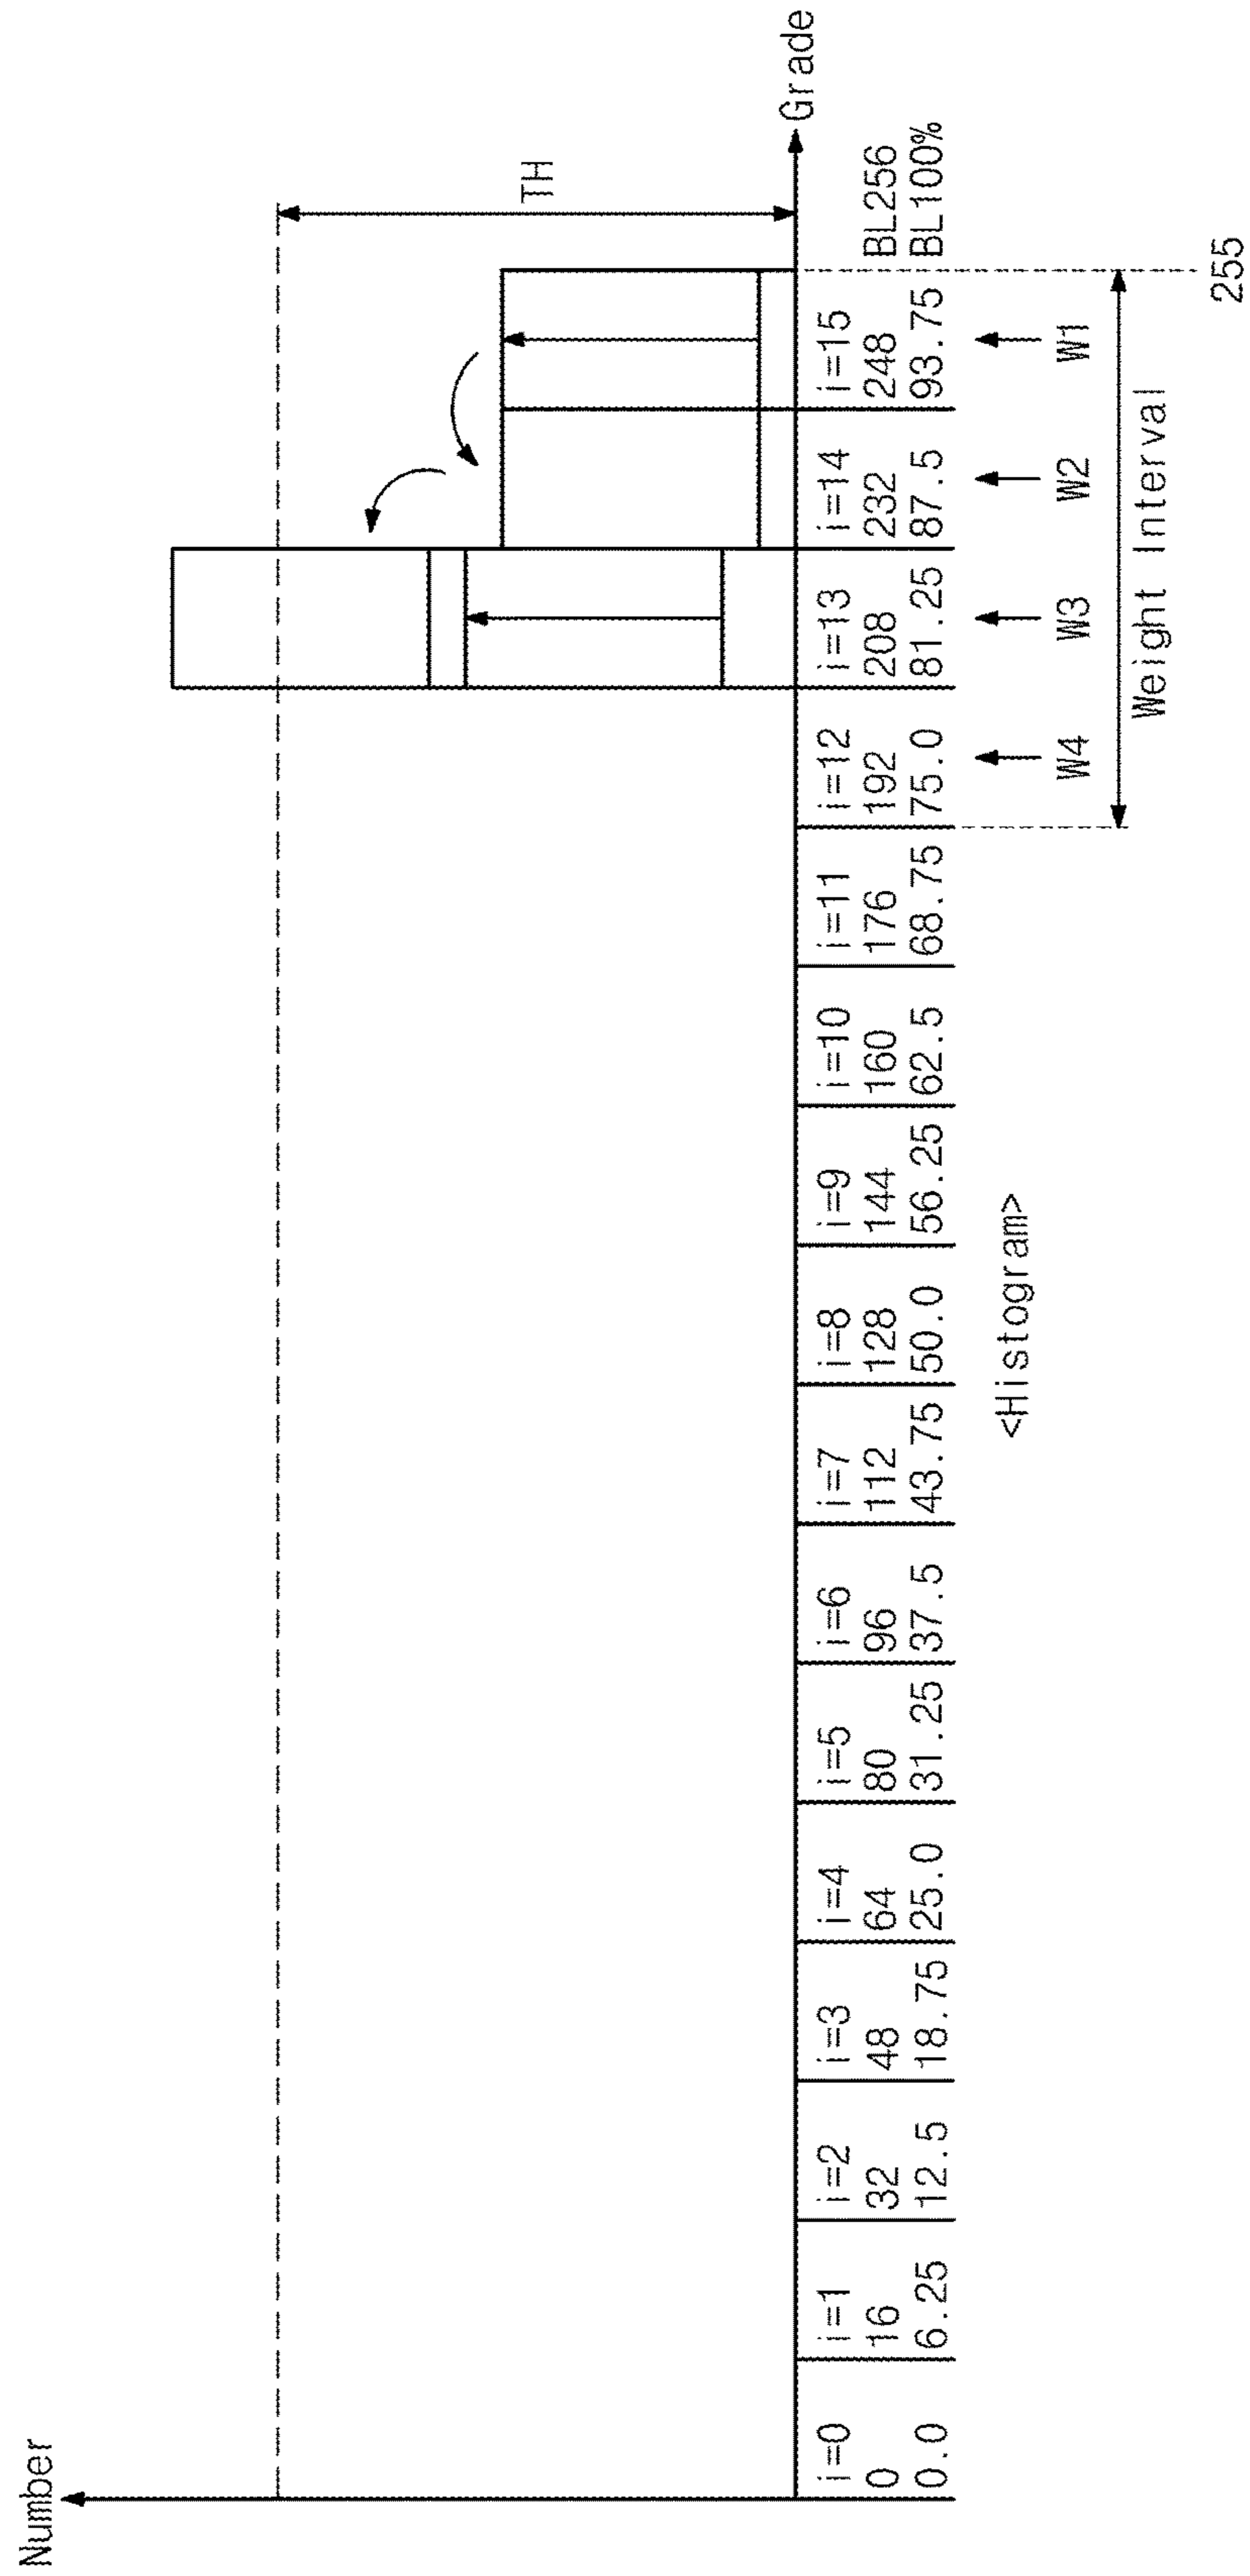 Number
TH
Grade
i=0 i=1 i=2 i=3 i=4 i=5 i=6 i=7 i=8 i=9 i=10 i=11 i=12 i=13 i=14 i=15
0 16 32 48 64 80 96 112 128 144 160 176 192 208 232 248 BL256
0.0 6.25 12.5 18.75 25.0 31.25 37.5 43.75 50.0 56.25 62.5 68.75 75.0 81.25 87.5 93.75 BL100%
<Histogram>
W4 W3 W2 W1
Weight Interval
255